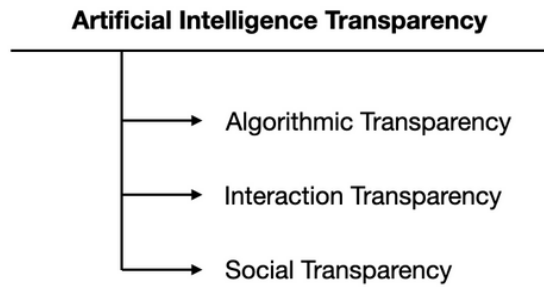 Artificial Intelligence Transparency
Algorithmic Transparency
Interaction Transparency
Social Transparency